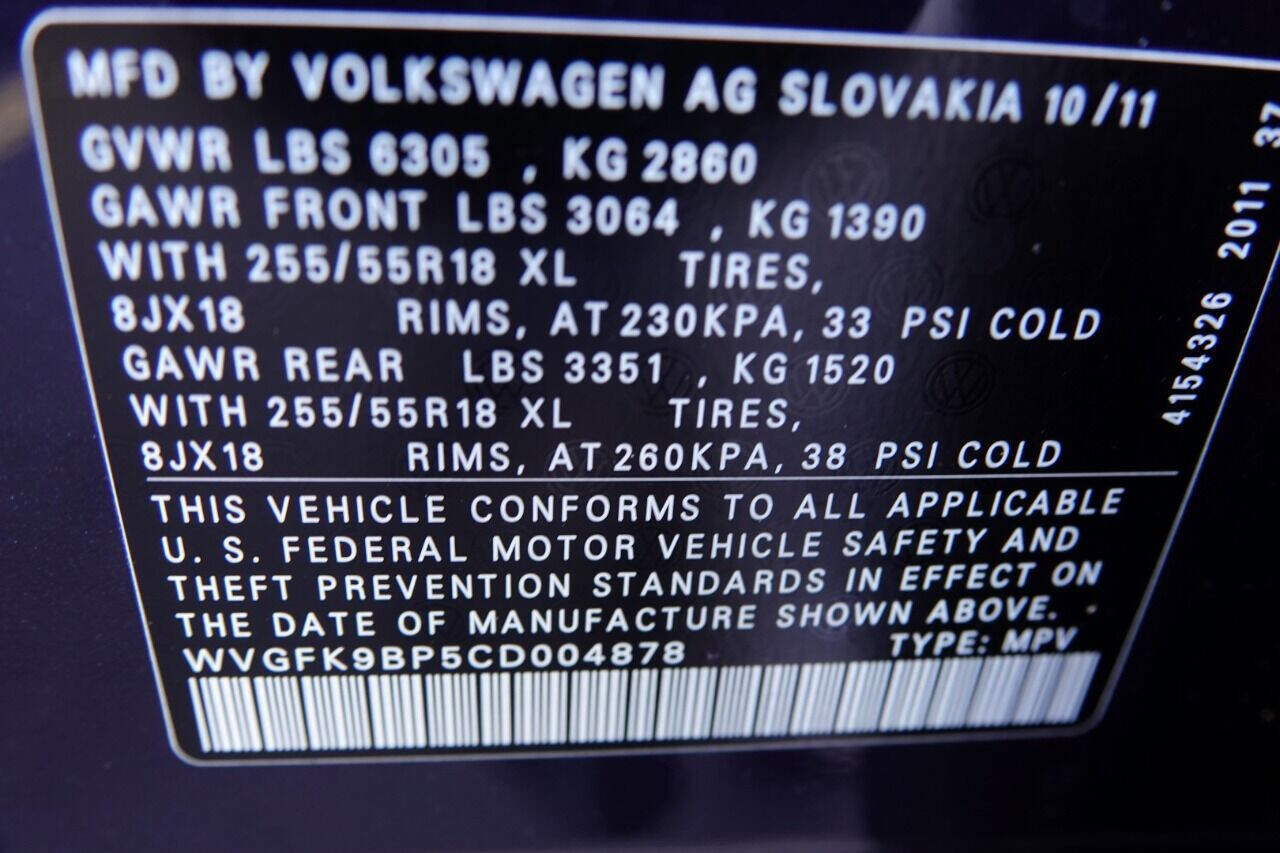 MFD BY VOLKSWAGEN AG SLOVAKIA 10/11
GVWR LBS 6305 , KG 2860
GAWR FRONT LBS 3064 , KG 1390
WITH 255/55R18 XL TIRES,
8JX18 RIMS, AT 230KPA, 33 PSI COLD
GAWR REAR LBS 3351 , KG 1520
WITH 255/55R18 XL TIRES,
8JX18 RIMS, AT 260KPA, 38 PSI COLD
THIS VEHICLE CONFORMS TO ALL APPLICABLE
U. S. FEDERAL MOTOR VEHICLE SAFETY AND
THEFT PREVENTION STANDARDS IN EFFECT ON
THE DATE OF MANUFACTURE SHOWN ABOVE.
WVGFK9BP5CD004878 TYPE: MPV
4154326 2011 37